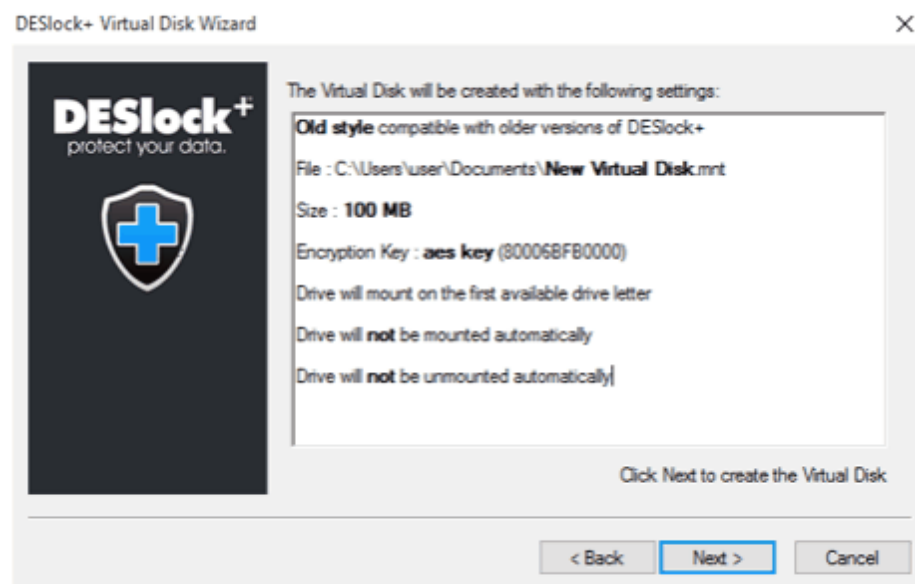 DESlock+ Virtual Disk Wizard
DESlock+
protect your data.
The Virtual Disk will be created with the following settings:
Old style compatible with older versions of DESlock+
File : C:\Users\user\Documents\New Virtual Disk.mnt
Size : 100 MB
Encryption Key : aes key (80006BFB0000)
Drive will mount on the first available drive letter
Drive will not be mounted automatically
Drive will not be unmounted automatically
Click Next to create the Virtual Disk
< Back
Next >
Cancel